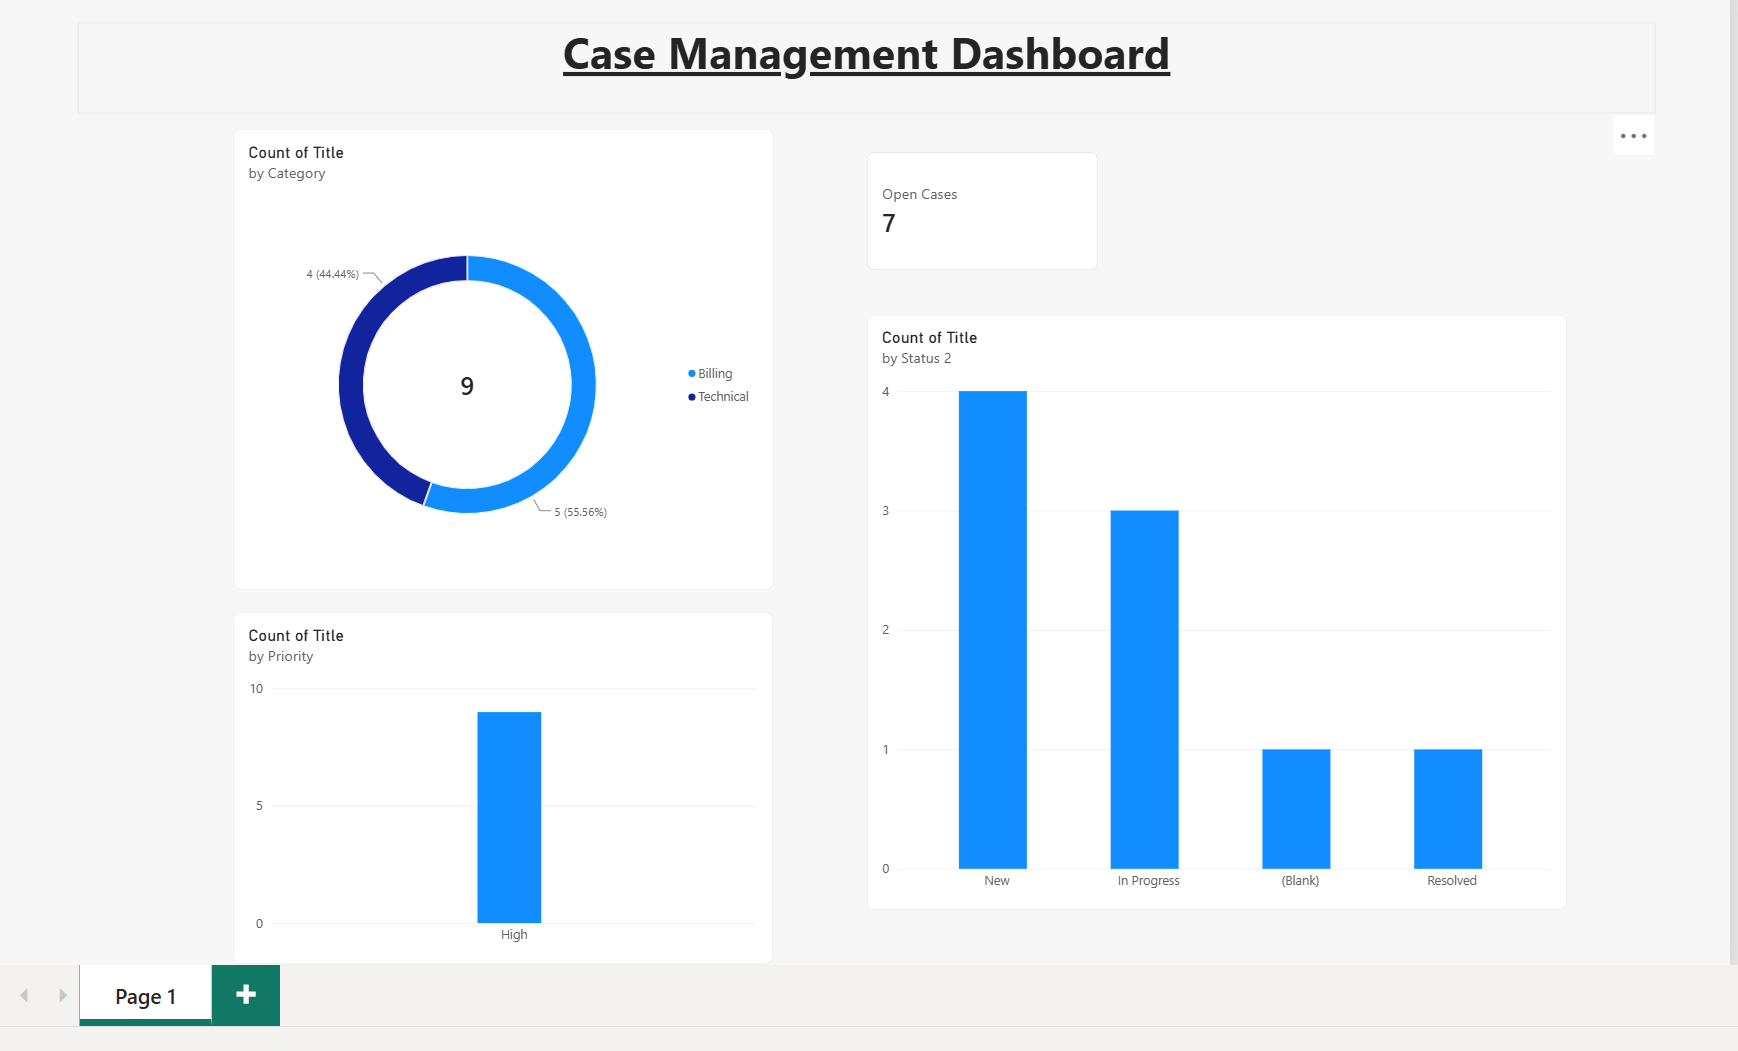 Case Management Dashboard
Count of Title
by Category
4 (44.44%)
9
5 (55.56%)
Billing
Technical
Open Cases
7
Count of Title
by Status 2
4
3
2
1
0
New
In Progress
(Blank)
Resolved
Count of Title
by Priority
10
5
0
High
Page 1